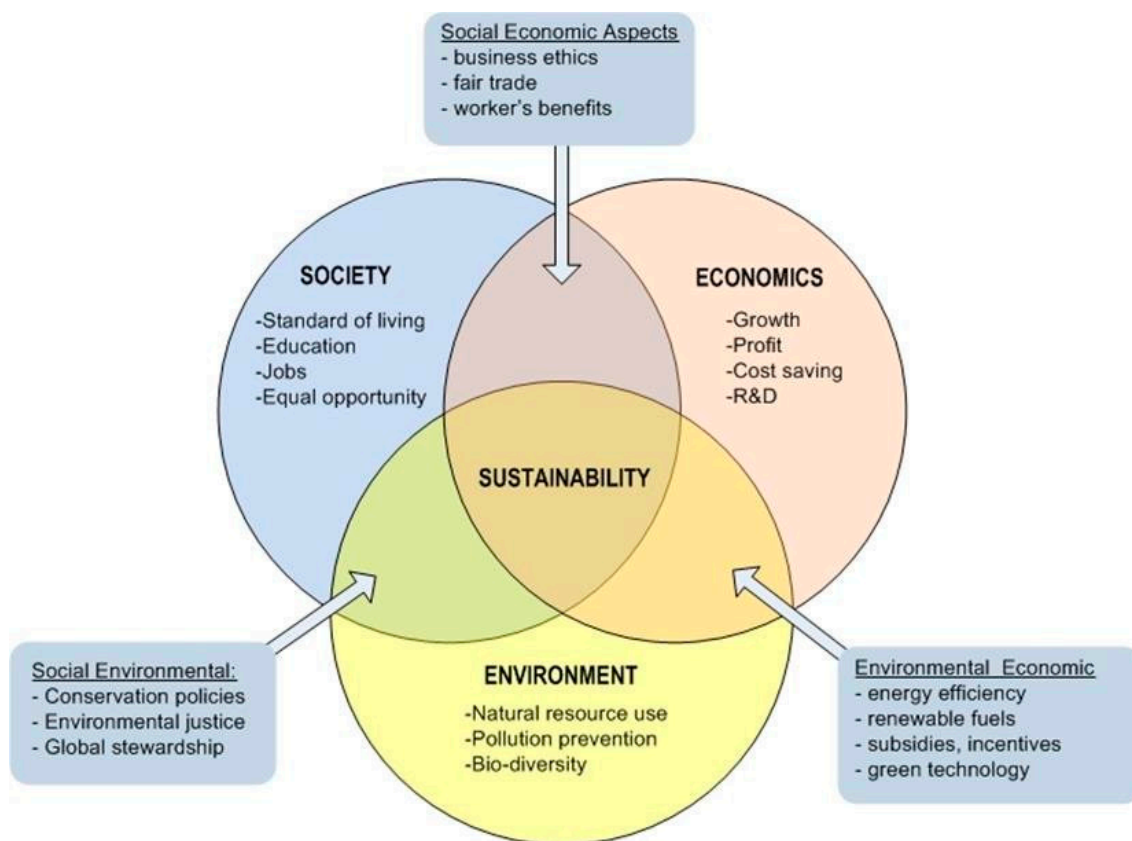 Social Economic Aspects
- business ethics
- fair trade
- worker's benefits
SOCIETY
-Standard of living
-Education
-Jobs
-Equal opportunity
ECONOMICS
-Growth
-Profit
-Cost saving
-R&D
SUSTAINABILITY
Social Environmental:
- Conservation policies
- Environmental justice
- Global stewardship
ENVIRONMENT
-Natural resource use
-Pollution prevention
-Bio-diversity
Environmental Economic
- energy efficiency
- renewable fuels
- subsidies, incentives
- green technology